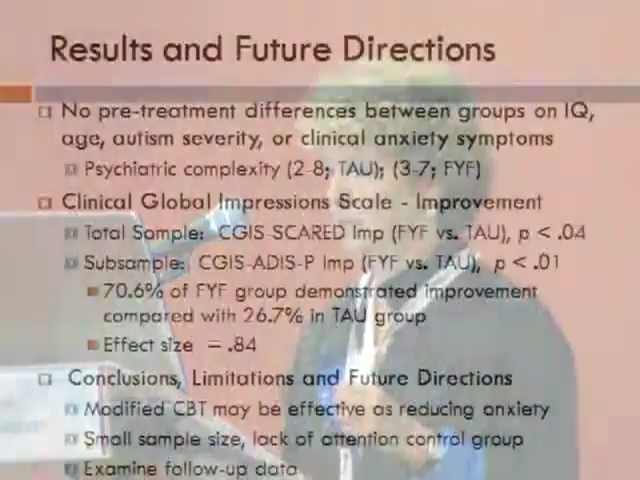 Results and Future Directions
No pre-treatment differences between groups on IQ,
age, autism severity, or clinical anxiety symptoms
Psychiatric complexity (2-8; TAU); (3-7; FYF)
Clinical Global Impressions Scale - Improvement
Total Sample: CGIS-SCARED Imp (FYF vs. TAU), p < .04
Subsample: CGIS-ADIS-P Imp (FYF vs. TAU), p < .01
70.6% of FYF group demonstrated improvement
compared with 26.7% in TAU group
Effect size = .84
Conclusions, Limitations and Future Directions
Modified CBT may be effective as reducing anxiety
Small sample size, lack of attention control group
Examine follow-up data